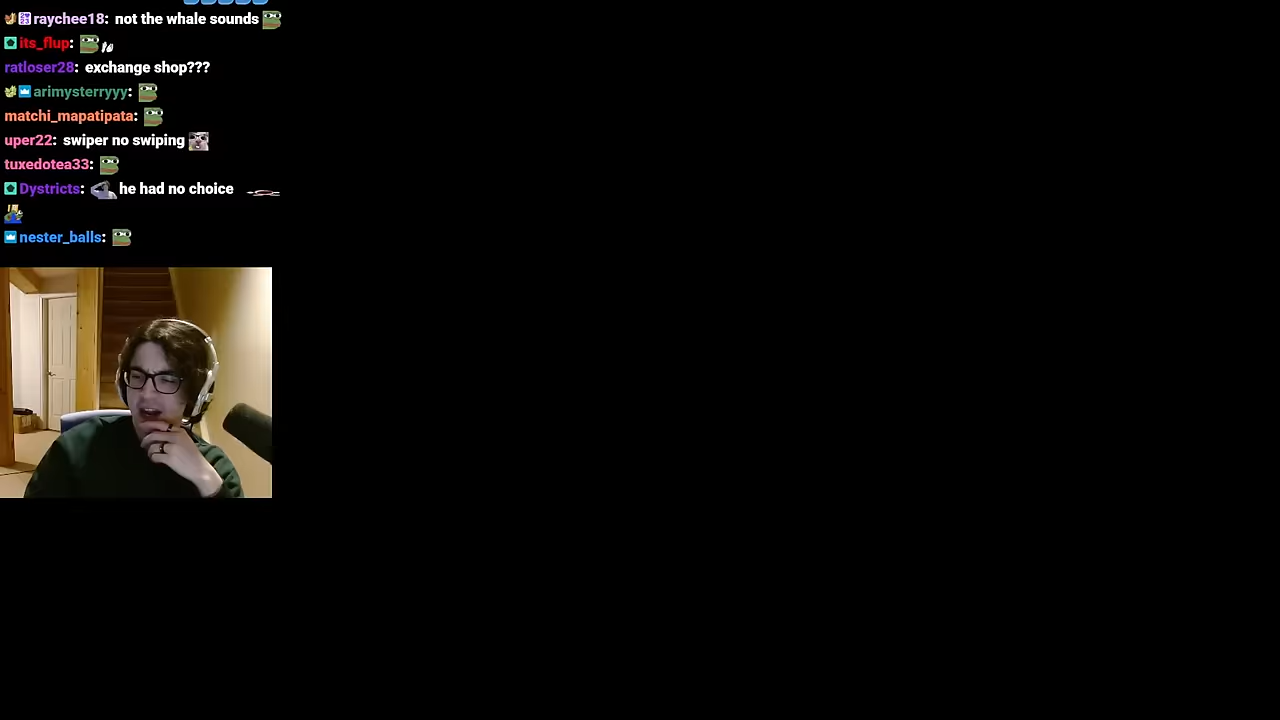 raychee18: not the whale sounds
its_flup:
ratloser28: exchange shop???
arimysterryyy:
matchi_mapatipata:
uper22: swiper no swiping
tuxedotea33:
Dystricts: he had no choice
nester_balls: